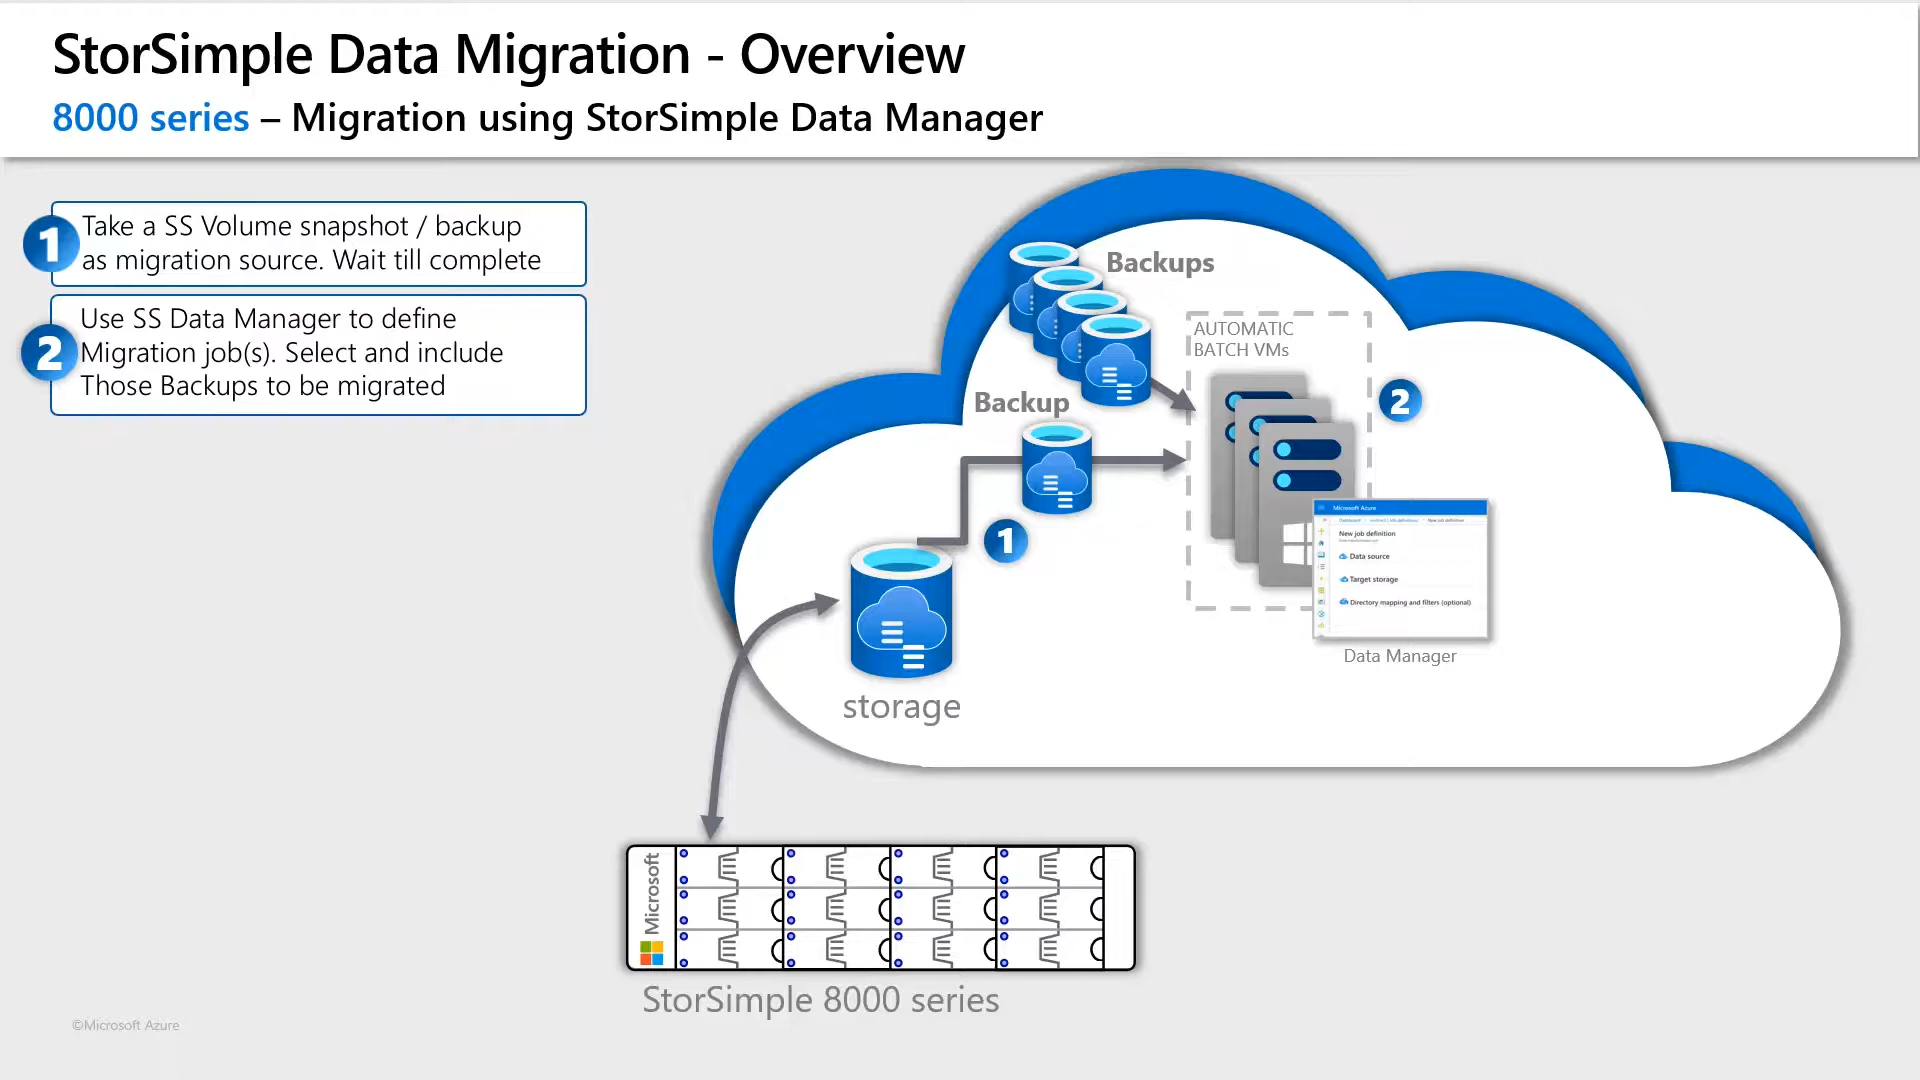 StorSimple Data Migration - Overview
8000 series – Migration using StorSimple Data Manager
1
Take a SS Volume snapshot / backup
as migration source. Wait till complete
2
Use SS Data Manager to define
Migration job(s). Select and include
Those Backups to be migrated
Backups
AUTOMATIC
BATCH VMs
2
Backup
1
Microsoft Azure
New job definition
New job definition
Data source
Target storage
Directory mapping and filters (optional)
Data Manager
storage
Microsoft
StorSimple 8000 series
©Microsoft Azure